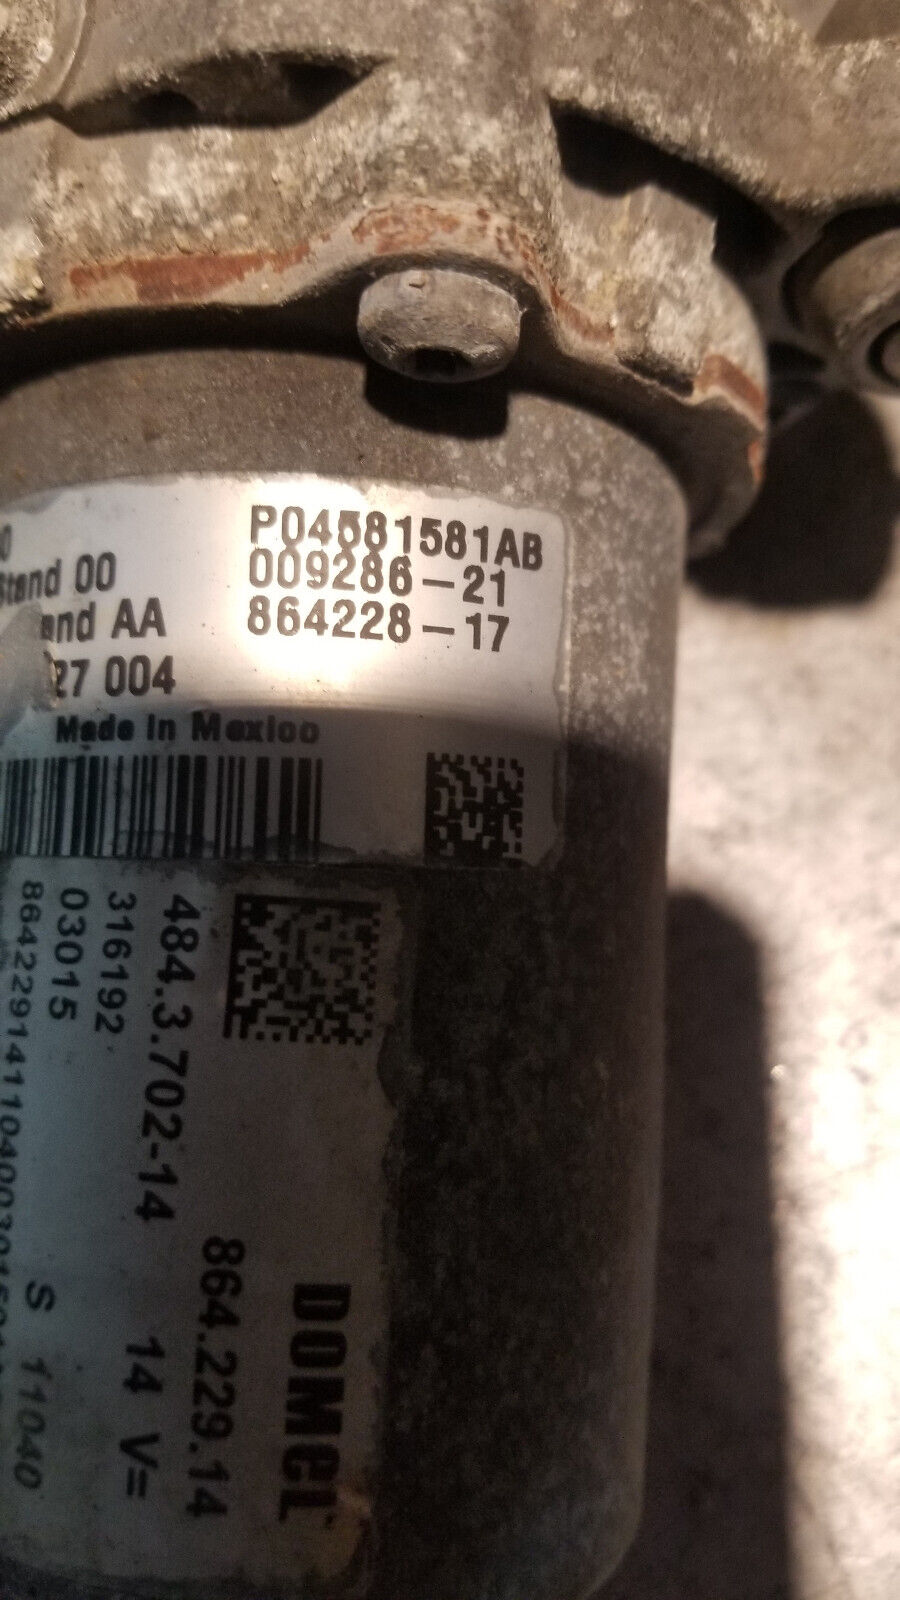 P04581581AB
Stand 00
009286-21
and AA
864228-17
27 004
Made in Mexico
DOMEL
864.229.14
484.3.702-14
14 V=
316192
03015
S 11040